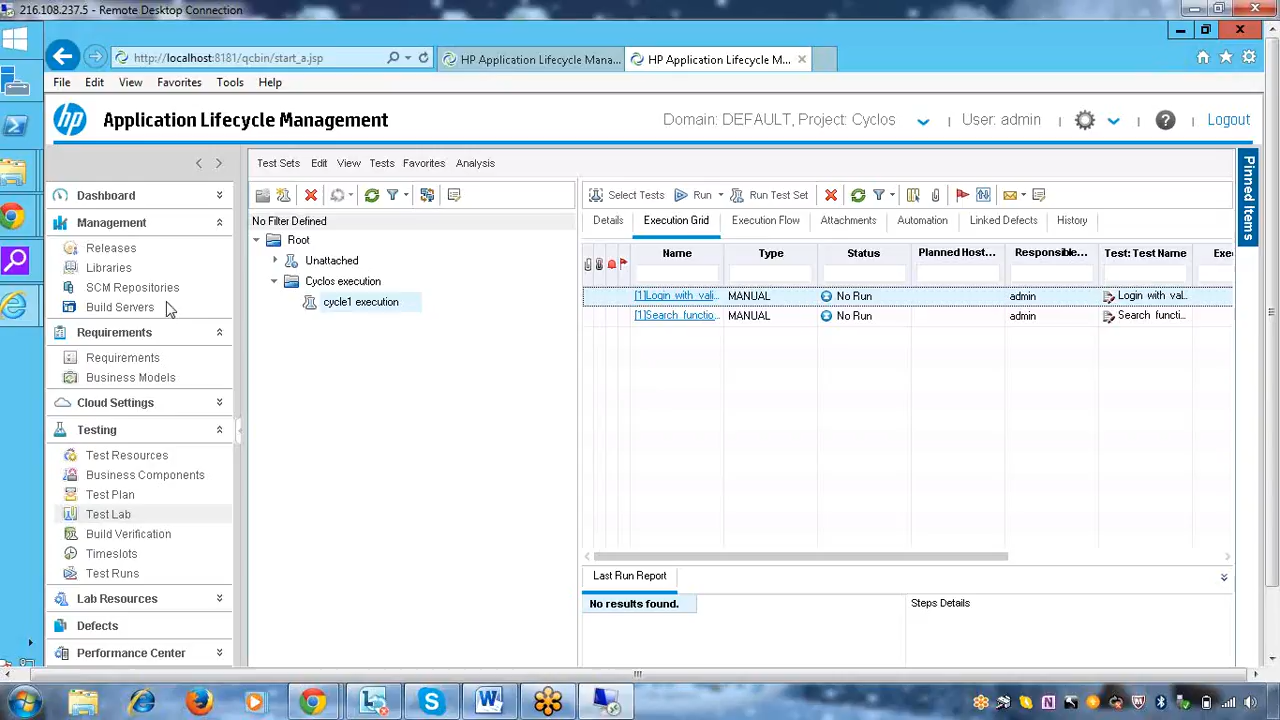 216.108.237.5 - Remote Desktop Connection
http://localhost:8181/qcbin/start_a.jsp
HP Application Lifecycle Mana...
HP Application Lifecycle M...
File Edit View Favorites Tools Help
hp Application Lifecycle Management
Domain: DEFAULT, Project: Cyclos
User: admin
Logout
Dashboard
Management
Releases
Libraries
SCM Repositories
Build Servers
Requirements
Requirements
Business Models
Cloud Settings
Testing
Test Resources
Business Components
Test Plan
Test Lab
Build Verification
Timeslots
Test Runs
Lab Resources
Defects
Performance Center
Test Sets Edit View Tests Favorites Analysis
No Filter Defined
Root
Unattached
Cyclos execution
cycle1 execution
Select Tests Run Run Test Set
Details Execution Grid Execution Flow Attachments Automation Linked Defects History
Name Type Status Planned Host... Responsible... Test: Test Name Exe
[1]Login with vali... MANUAL No Run admin Login with val...
[1]Search functio... MANUAL No Run admin Search functi...
Last Run Report
No results found.
Steps Details
Pinned Items